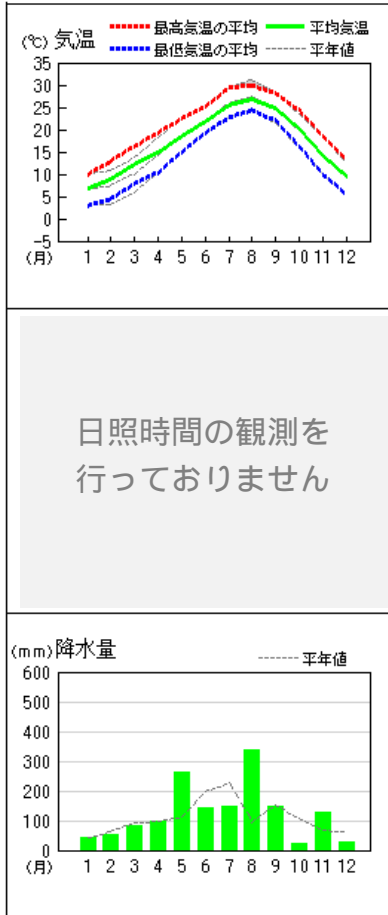 (℃) 気温
最高気温の平均 平均気温
最低気温の平均 平年値
35
30
25
20
15
10
5
0
-5
1 2 3 4 5 6 7 8 9 10 11 12
(月)
日照時間の観測を
行っておりません
(mm) 降水量
平年値
600
500
400
300
200
100
0
1 2 3 4 5 6 7 8 9 10 11 12
(月)